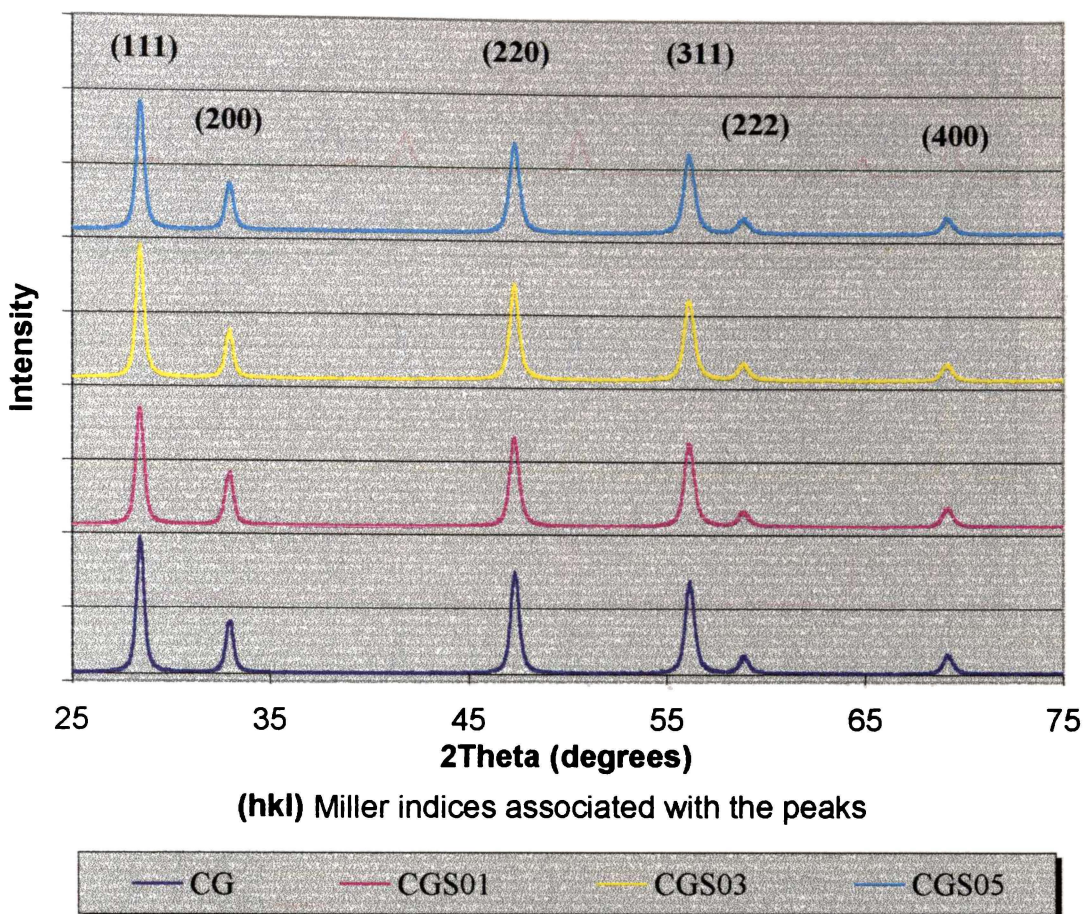 (111) (220) (311)
(200) (222) (400)
Intensity
25 35 45 55 65 75
2Theta (degrees)
(hkl) Miller indices associated with the peaks
CG CGS01 CGS03 CGS05